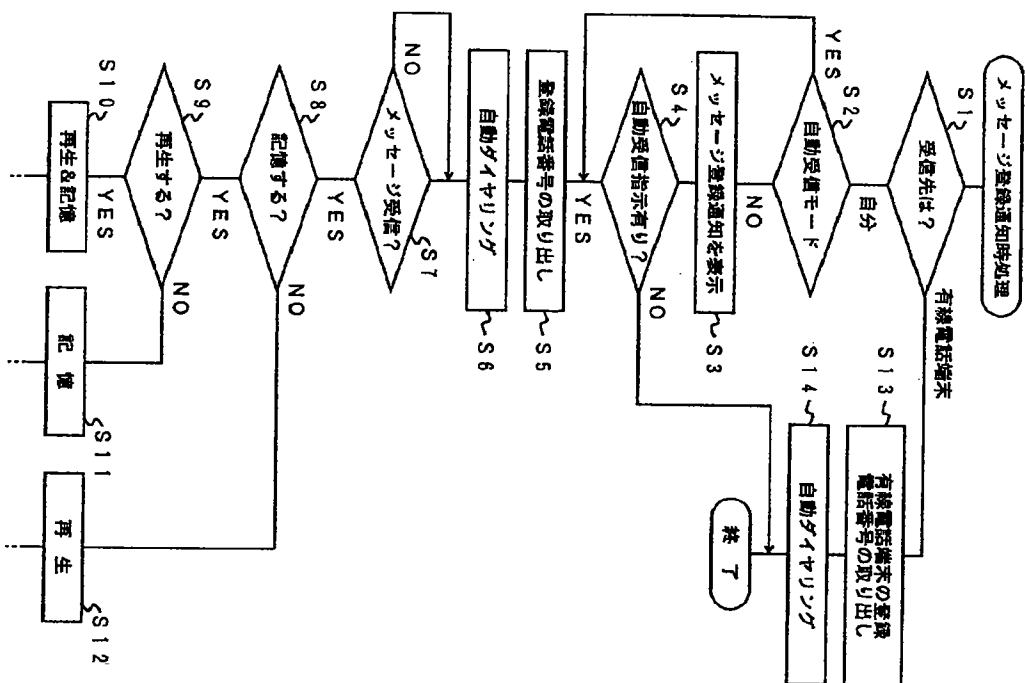 メッセージ登録通知時処理
S1
受信先は？
有線電話端末
自分
S2
自動受信モード
YES
NO
メッセージ登録通知を表示
S3
S4
自動受信指示有り？
NO
YES
登録電話番号の取り出し
S5
自動ダイヤリング
S6
メッセージ受信？
S7
NO
YES
S8
記憶する？
NO
YES
S9
再生する？
NO
YES
S10
再生&記憶
記憶
S11
再生
S12
S13
有線電話端末の登録
電話番号の取り出し
S14
自動ダイヤリング
終了